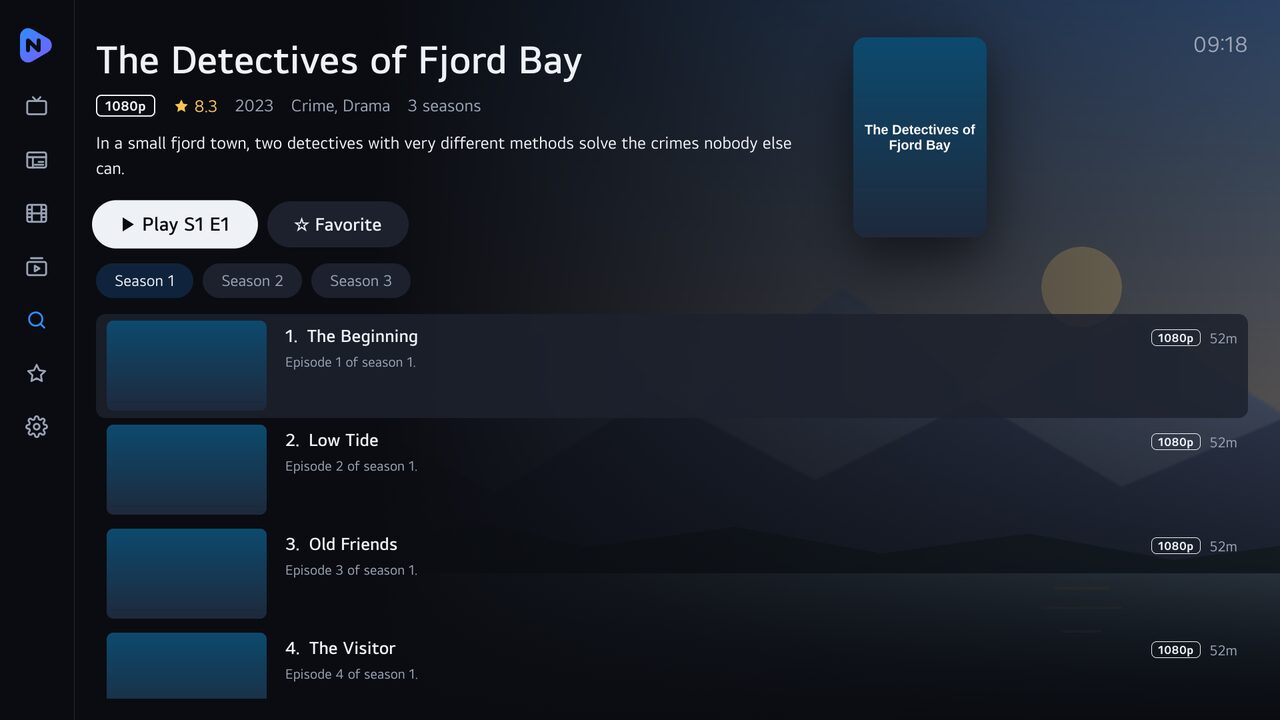 N
09:18
The Detectives of Fjord Bay
1080p ★ 8.3 2023 Crime, Drama 3 seasons
In a small fjord town, two detectives with very different methods solve the crimes nobody else
can.
The Detectives of
Fjord Bay
▶ Play S1 E1
☆ Favorite
Season 1
Season 2
Season 3
1. The Beginning
1080p 52m
Episode 1 of season 1.
2. Low Tide
1080p 52m
Episode 2 of season 1.
3. Old Friends
1080p 52m
Episode 3 of season 1.
4. The Visitor
1080p 52m
Episode 4 of season 1.